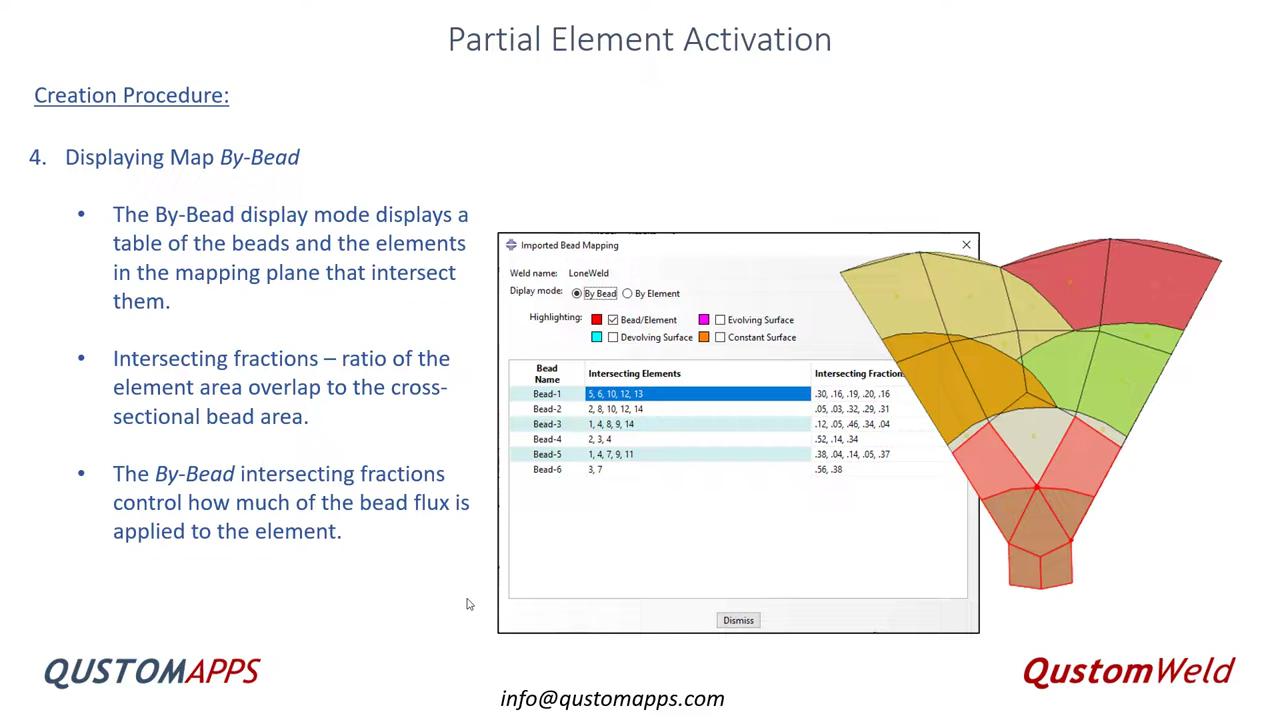 Partial Element Activation
Creation Procedure:
4. Displaying Map By-Bead
• The By-Bead display mode displays a
table of the beads and the elements
in the mapping plane that intersect
them.
• Intersecting fractions – ratio of the
element area overlap to the cross-
sectional bead area.
• The By-Bead intersecting fractions
control how much of the bead flux is
applied to the element.
Imported Bead Mapping
Weld name: LoneWeld
Diplay mode: By Bead By Element
Highlighting: Bead/Element Evolving Surface
Devolving Surface Constant Surface
Bead Name Intersecting Elements Intersecting Fractions
Bead-1 5, 6, 10, 12, 13 .30, .16, .19, .20, .16
Bead-2 2, 8, 10, 12, 14 .05, .03, .32, .29, .31
Bead-3 1, 4, 8, 9, 14 .12, .05, .46, .34, .04
Bead-4 2, 3, 4 .52, .14, .34
Bead-5 1, 4, 7, 9, 11 .38, .04, .14, .05, .37
Bead-6 3, 7 .56, .38
Dismiss
QUSTOMAPPS
info@qustomapps.com
QustomWeld